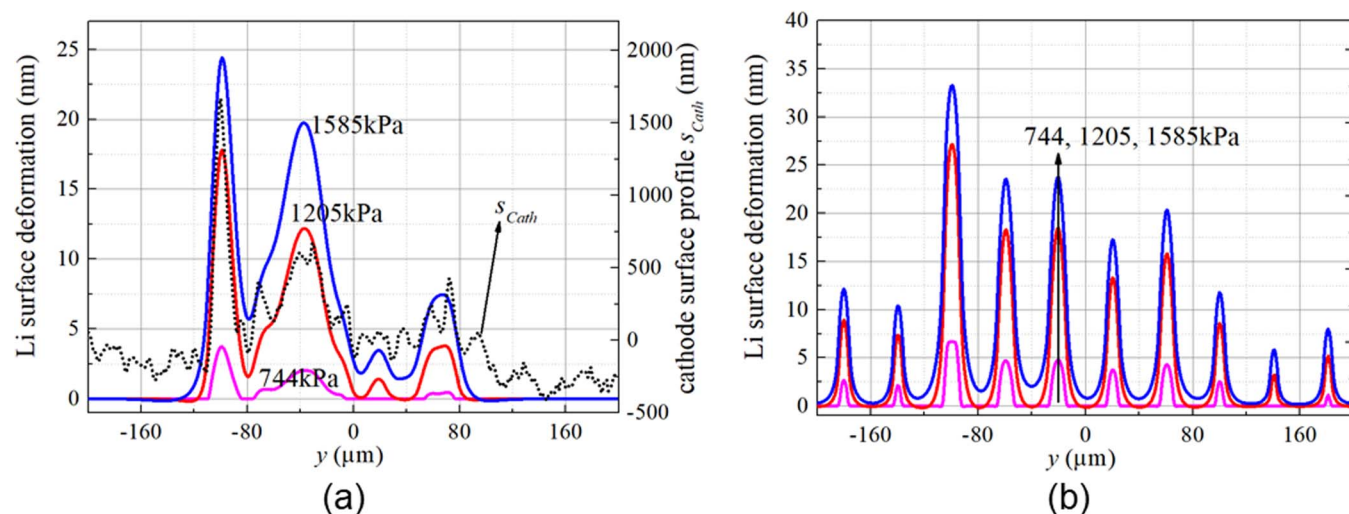 Li surface deformation (nm)
25
20
15
10
5
0
1585kPa
1205kPa
744kPa
s Cath
2000
1500
1000
500
0
-500
cathode surface profile s Cath (nm)
-160 -80 0 80 160
y (μm)
(a)
Li surface deformation (nm)
40
35
30
25
20
15
10
5
0
744, 1205, 1585kPa
-160 -80 0 80 160
y (μm)
(b)